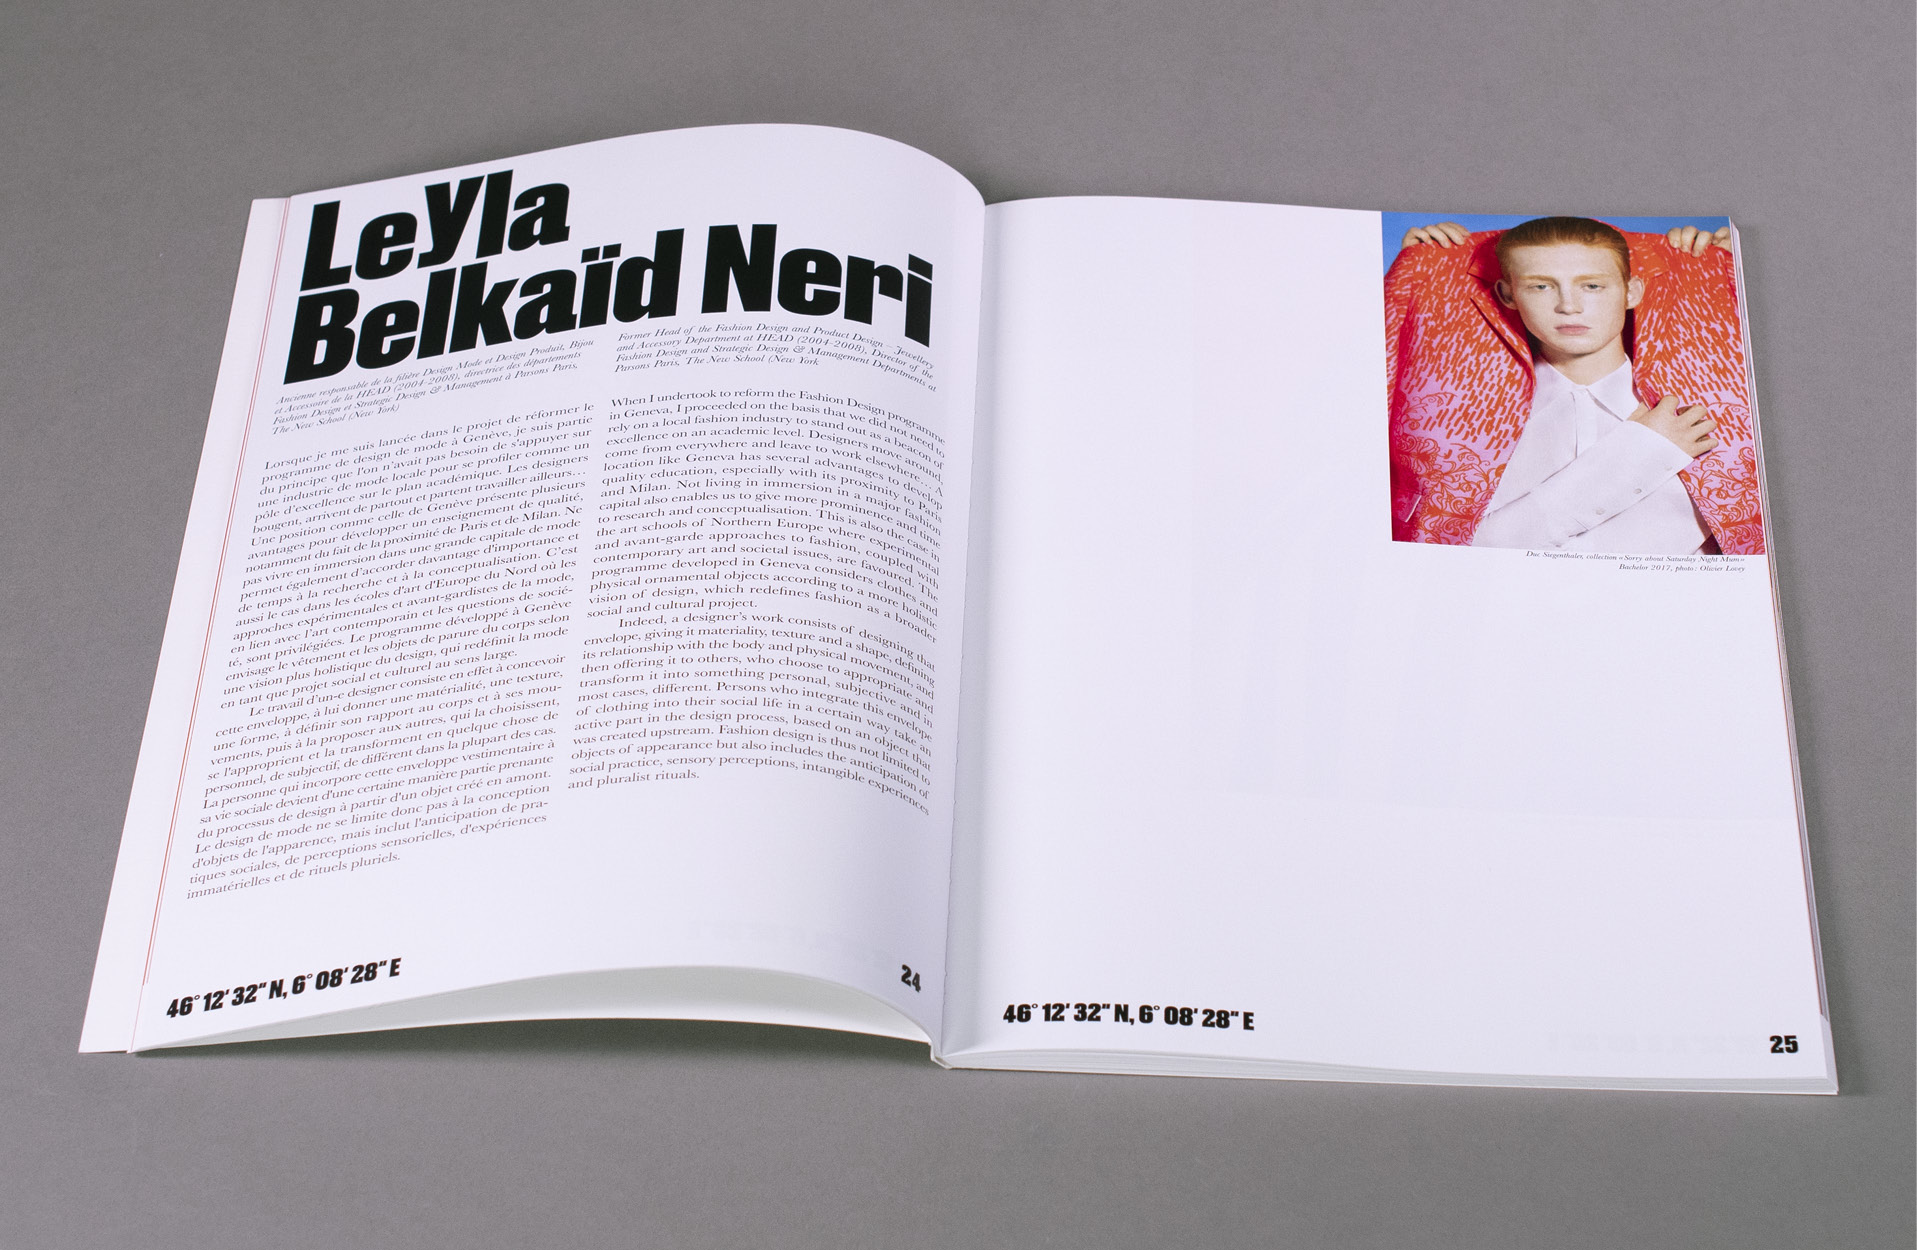 Leyla
Belkaïd Neri
Ancienne responsable de la filière Design Mode et Design Produit, Bijou
et Accessoire de la HEAD (2004-2008), directrice des départements
Fashion Design et Strategic Design & Management à Parsons Paris,
The New School (New York)
Lorsque je me suis lancée dans le projet de réformer le
programme de design de mode à Genève, je suis partie
du principe que l'on n'avait pas besoin de s'appuyer sur
une industrie de mode locale pour se profiler comme un
pôle d'excellence sur le plan académique. Les designers
bougent, arrivent de partout et partent travailler ailleurs…
Une position comme celle de Genève présente plusieurs
avantages pour développer un enseignement de qualité,
notamment du fait de la proximité de Paris et de Milan. Ne
pas vivre en immersion dans une grande capitale de mode
permet également d'accorder davantage d'importance et
de temps à la recherche et à la conceptualisation. C'est
aussi le cas dans les écoles d'art d'Europe du Nord où les
approches expérimentales et avant-gardistes de la mode,
en lien avec l'art contemporain et les questions de socié-
té, sont privilégiées. Le programme développé à Genève
envisage le vêtement et les objets de parure du corps selon
une vision plus holistique du design, qui redéfinit la mode
en tant que projet social et culturel au sens large.
Le travail d'un-e designer consiste en effet à concevoir
cette enveloppe, à lui donner une matérialité, une texture,
une forme, à définir son rapport au corps et à ses mou-
vements, puis à la proposer aux autres, qui la choisissent,
se l'approprient et la transforment en quelque chose de
personnel, de subjectif, de différent dans la plupart des cas.
La personne qui incorpore cette enveloppe vestimentaire à
sa vie sociale devient d'une certaine manière partie prenante
du processus de design à partir d'un objet créé en amont.
Le design de mode ne se limite donc pas à la conception
d'objets de l'apparence, mais inclut l'anticipation de pra-
tiques sociales, de perceptions sensorielles, d'expériences
immatérielles et de rituels pluriels.
Former Head of the Fashion Design and Product Design – Jewellery
and Accessory Department at HEAD (2004-2008), Director of the
Fashion Design and Strategic Design & Management Departments at
Parsons Paris, The New School (New York
When I undertook to reform the Fashion Design programme
in Geneva, I proceeded on the basis that we did not need to
rely on a local fashion industry to stand out as a beacon of
excellence on an academic level. Designers move around,
come from everywhere and leave to work elsewhere… A
location like Geneva has several advantages to develop
quality education, especially with its proximity to Paris
and Milan. Not living in immersion in a major fashion
capital also enables us to give more prominence and time
to research and conceptualisation. This is also the case in
the art schools of Northern Europe where experimental
and avant-garde approaches to fashion, coupled with
contemporary art and societal issues, are favoured. The
programme developed in Geneva considers clothes and
physical ornamental objects according to a more holistic
vision of design, which redefines fashion as a broader
social and cultural project.
Indeed, a designer's work consists of designing that
envelope, giving it materiality, texture and a shape, defining
its relationship with the body and physical movement, and
then offering it to others, who choose to appropriate and
transform it into something personal, subjective and in
most cases, different. Persons who integrate this envelope
of clothing into their social life in a certain way take an
active part in the design process, based on an object that
was created upstream. Fashion design is thus not limited to
objects of appearance but also includes the anticipation of
social practice, sensory perceptions, intangible experiences
and pluralist rituals.
46° 12' 32" N, 6° 08' 28" E
24
Duc Siegenthaler, collection «Sorry about Saturday Night Mum»
Bachelor 2017, photo: Olivier Lovey
46° 12' 32" N, 6° 08' 28" E
25